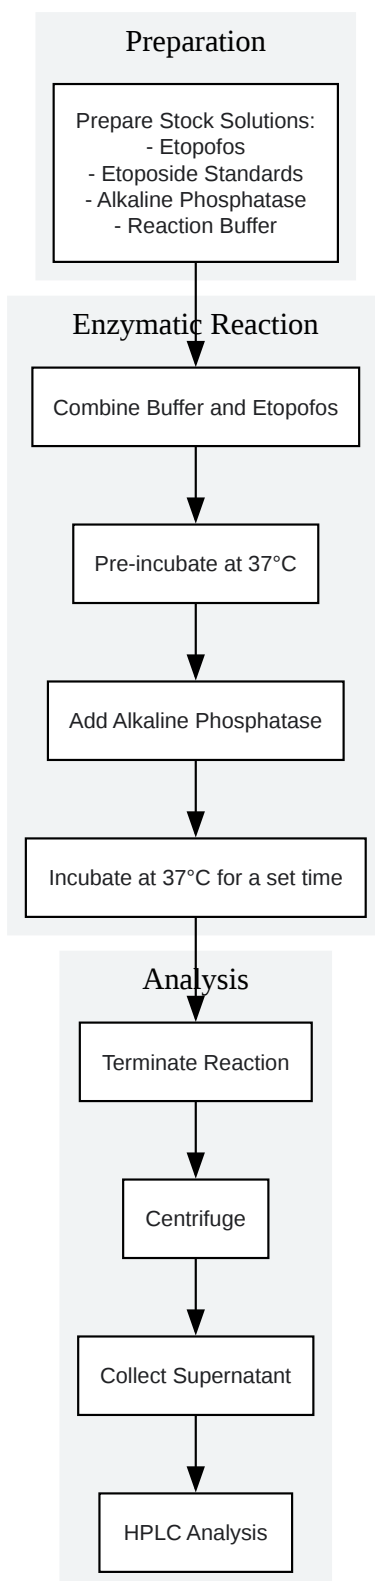 Preparation
Prepare Stock Solutions:
- Etopofos
- Etoposide Standards
- Alkaline Phosphatase
- Reaction Buffer
Enzymatic Reaction
Combine Buffer and Etopofos
Pre-incubate at 37°C
Add Alkaline Phosphatase
Incubate at 37°C for a set time
Analysis
Terminate Reaction
Centrifuge
Collect Supernatant
HPLC Analysis